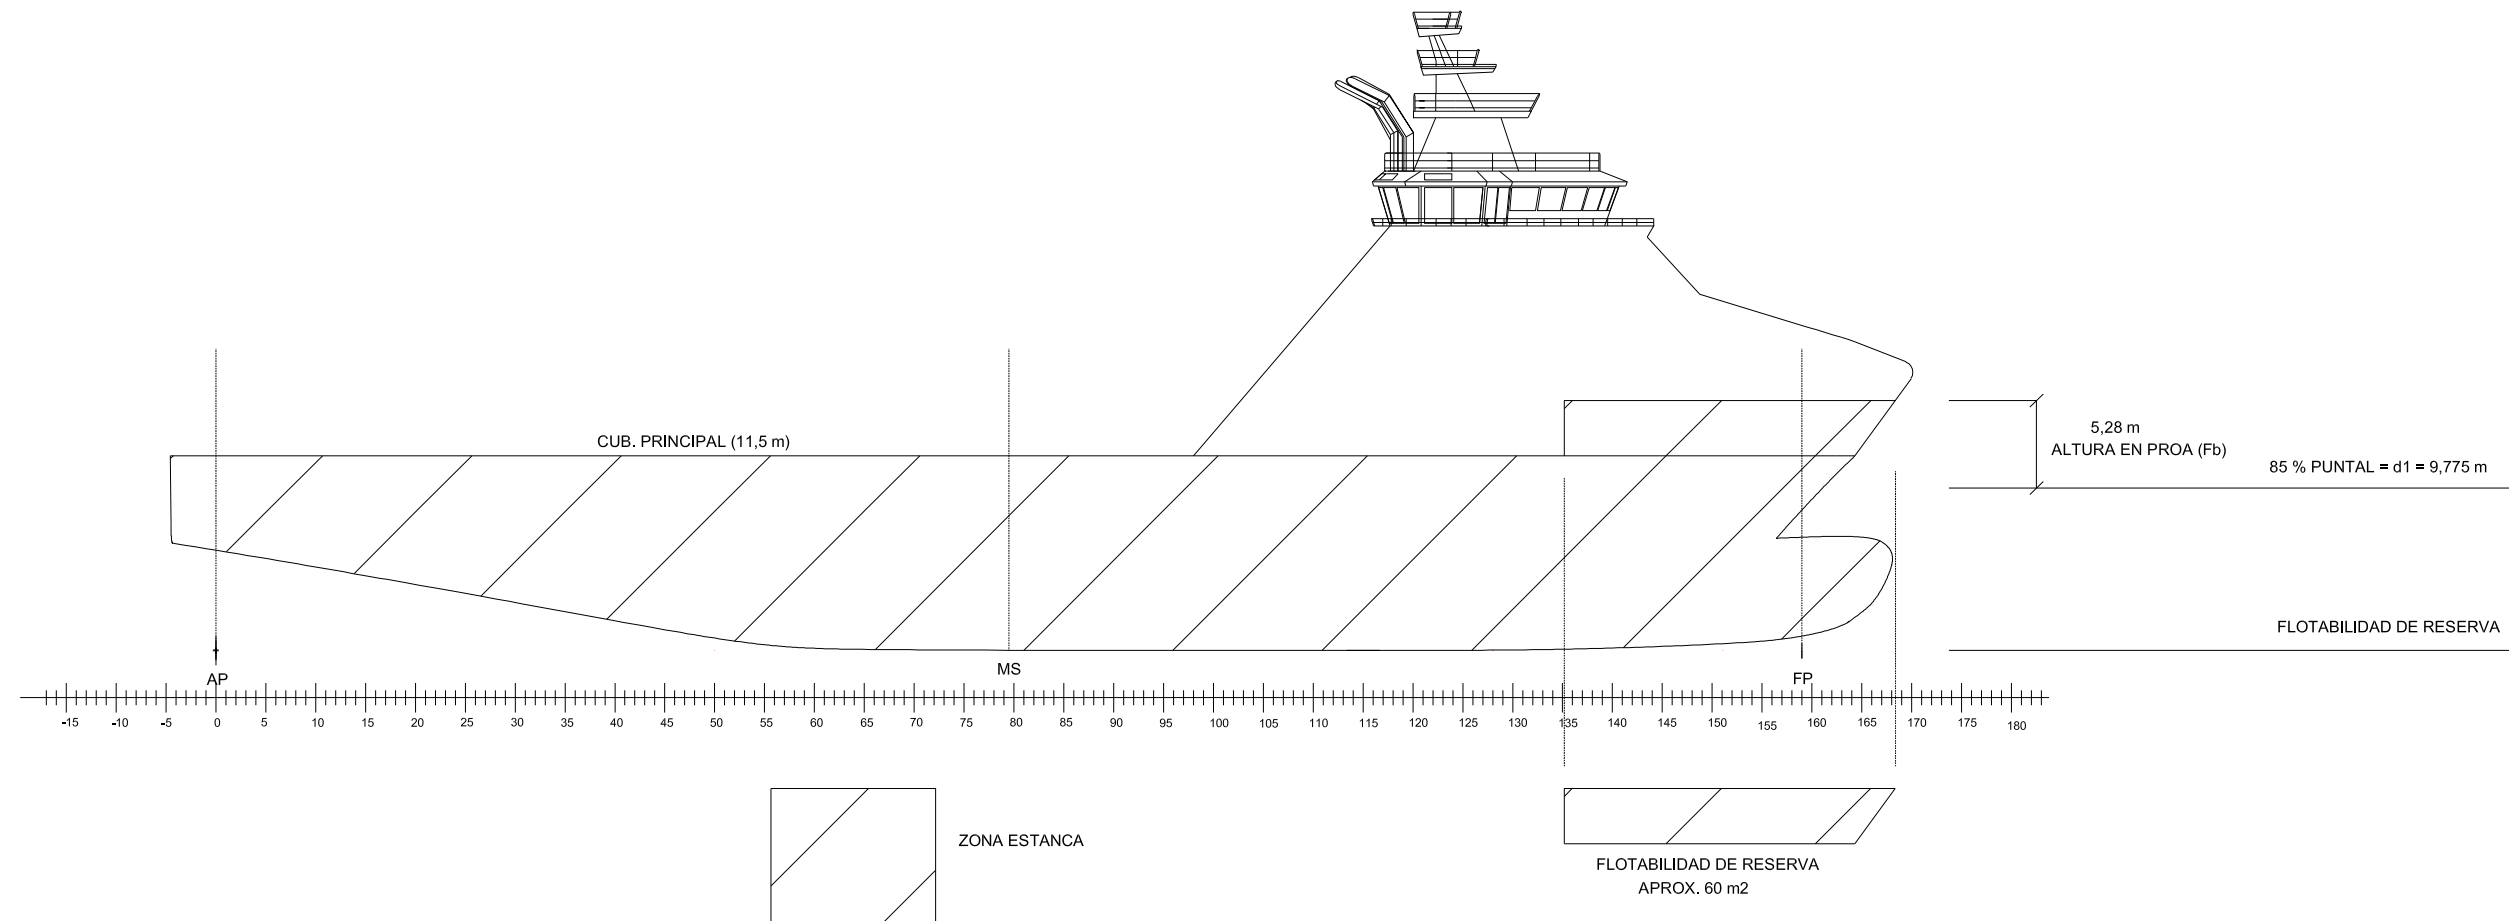 CUB. PRINCIPAL (11,5 m)
5,28 m
ALTURA EN PROA (Fb)
85 % PUNTAL = d1 = 9,775 m
FLOTABILIDAD DE RESERVA
AP
MS
FP
-15 -10 -5 0 5 10 15 20 25 30 35 40 45 50 55 60 65 70 75 80 85 90 95 100 105 110 115 120 125 130 135 140 145 150 155 160 165 170 175 180
ZONA ESTANCA
FLOTABILIDAD DE RESERVA
APROX. 60 m2